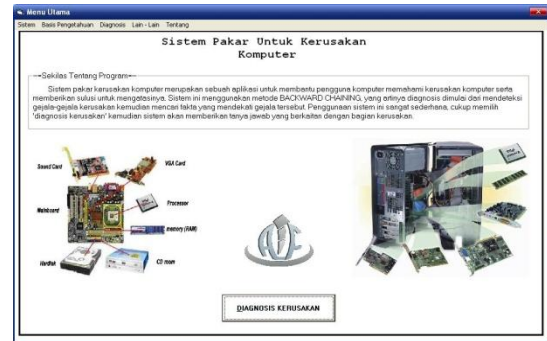 Menu Utama
Sistem Basis Pengetahuan Diagnosis Lain - Lain Tentang
Sistem Pakar Untuk Kerusakan
Komputer
Sekilas Tentang Program
Sistem pakar kerusakan komputer merupakan sebuah aplikasi untuk membantu pengguna komputer memahami kerusakan komputer serta
memberikan sulusi untuk mengatasinya. Sistem ini menggunakan metode BACKWARD CHAINING, yang artinya diagnosis dimulai dari mendeteksi
gejala-gejala kerusakan kemudian mencari fakta yang mendekati gejala tersebut. Penggunaan sistem ini sangat sederhana, cukup memilih
'diagnosis kerusakan' kemudian sistem akan memberikan tanya jawab yang berkaitan dengan bagian kerusakan.
Sound Card
VGA Card
Mainboard
Processor
memory (RAM)
Hardisk
CD room
DIAGNOSIS KERUSAKAN